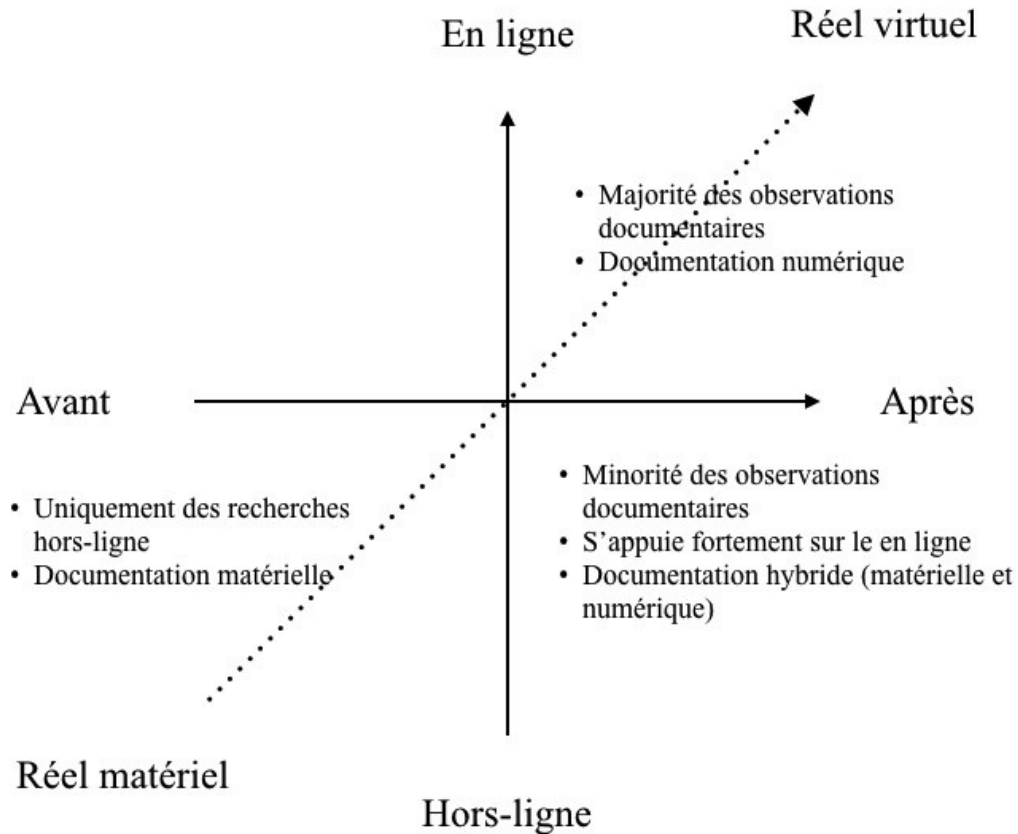 En ligne
Réel virtuel
• Majorité des observations
documentaires
• Documentation numérique
Avant
Après
• Uniquement des recherches
hors-ligne
• Documentation matérielle
• Minorité des observations
documentaires
• S’appuie fortement sur le en ligne
• Documentation hybride (matérielle et
numérique)
Réel matériel
Hors-ligne